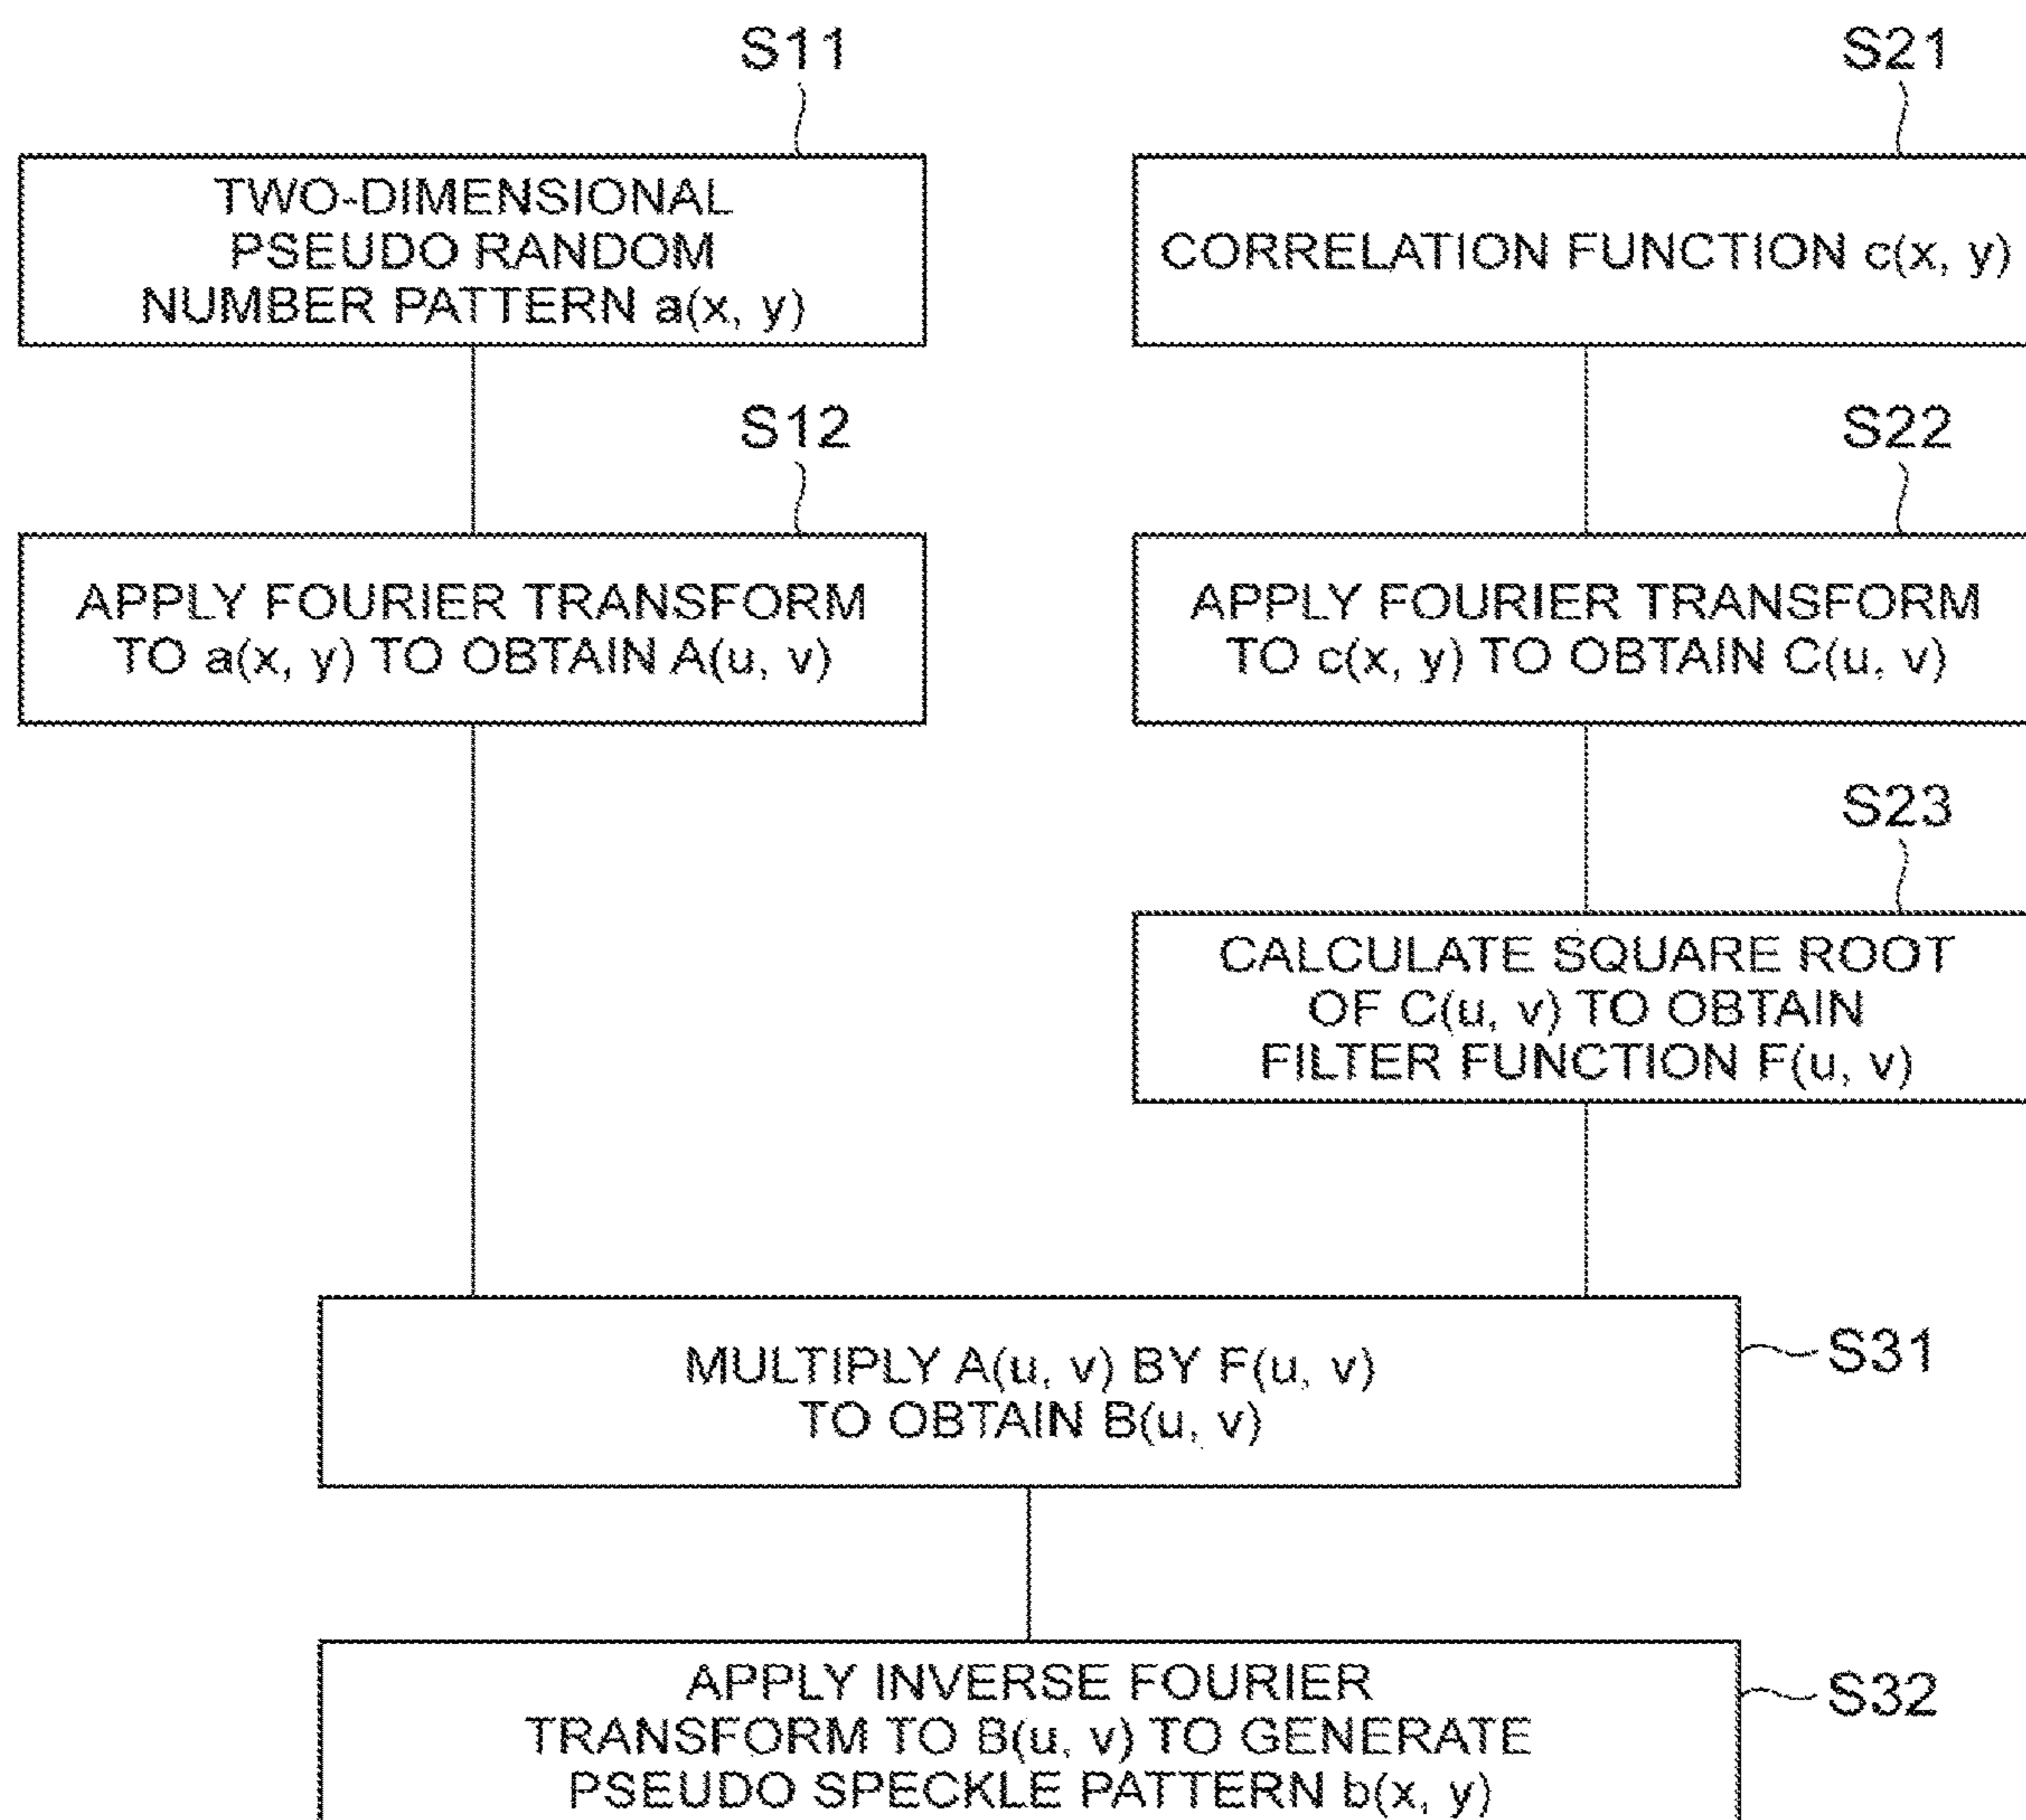 S11
TWO-DIMENSIONAL
PSEUDO RANDOM
NUMBER PATTERN a(x, y)
S12
APPLY FOURIER TRANSFORM
TO a(x, y) TO OBTAIN A(u, v)
S21
CORRELATION FUNCTION c(x, y)
S22
APPLY FOURIER TRANSFORM
TO c(x, y) TO OBTAIN C(u, v)
S23
CALCULATE SQUARE ROOT
OF C(u, v) TO OBTAIN
FILTER FUNCTION F(u, v)
MULTIPLY A(u, v) BY F(u, v)
TO OBTAIN B(u, v)
S31
APPLY INVERSE FOURIER
TRANSFORM TO B(u, v) TO GENERATE
PSEUDO SPECKLE PATTERN b(x, y)
S32